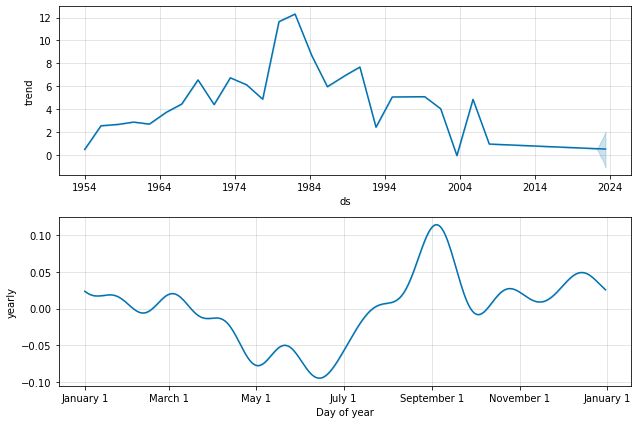 12
10
8
6
4
2
0
trend
1954 1964 1974 1984 1994 2004 2014 2024
ds
0.10
0.05
0.00
−0.05
−0.10
yearly
January 1 March 1 May 1 July 1 September 1 November 1 January 1
Day of year